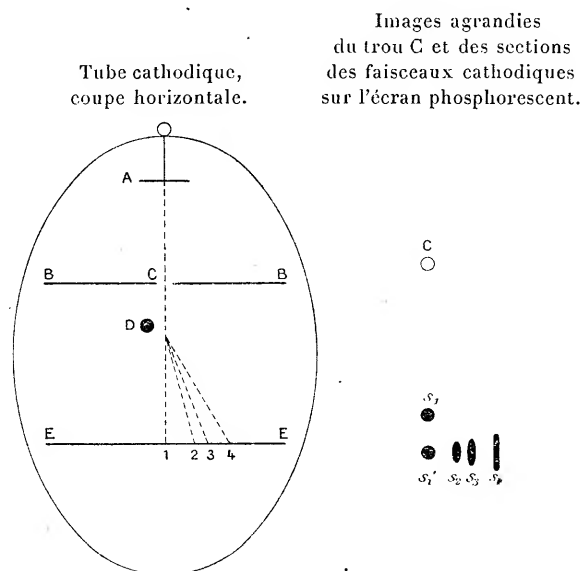 Images agrandies
du trou C et des sections
des faisceaux cathodiques
sur l'écran phosphorescent.
Tube cathodique,
coupe horizontale.
A
B C B
C
D
E E
1 2 3 4
s₁
s₁' s₂ s₃ s₄